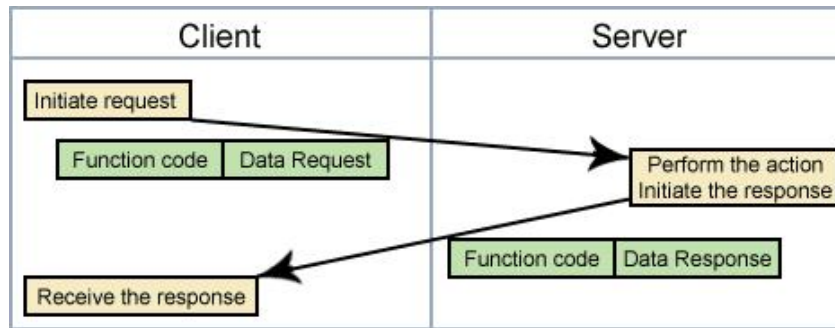 Client
Server
Initiate request
Function code
Data Request
Perform the action
Initiate the response
Function code
Data Response
Receive the response